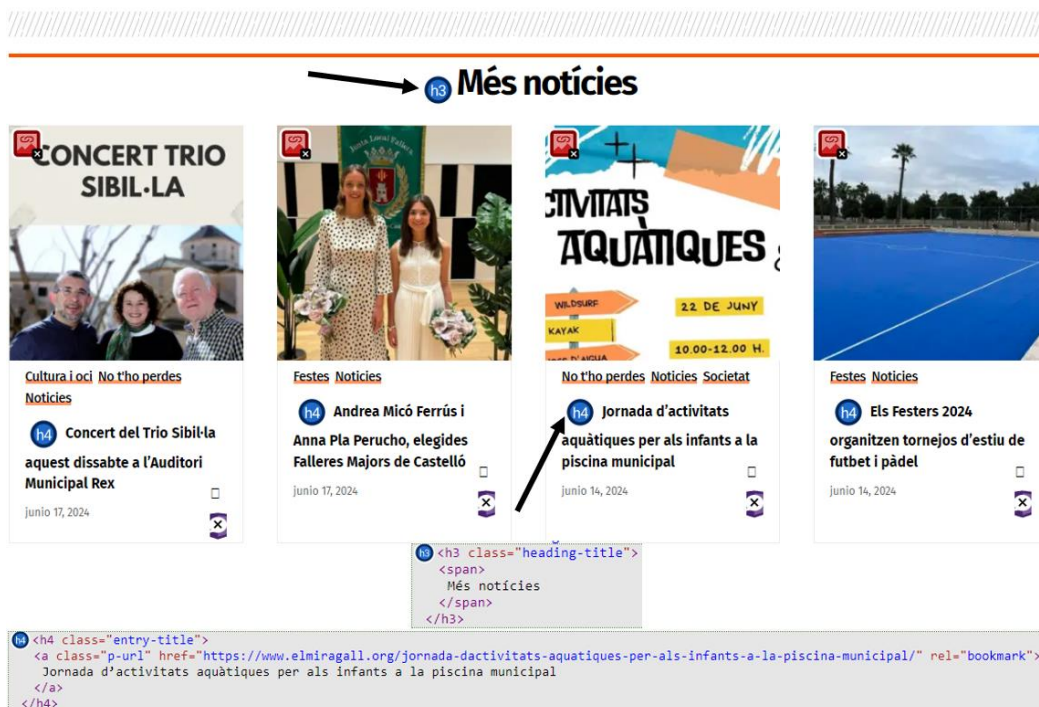 h3 Més notícies
CONCERT TRIO
SIBIL·LA
Junta Local Fallera
CTIVITATS
AQUÀTIQUES
WILDSURF
22 DE JUNY
KAYAK
10.00-12.00 H.
Cultura i oci No t'ho perdes
Noticies
h4 Concert del Trio Sibil·la
aquest dissabte a l'Auditori
Municipal Rex
junio 17, 2024
Festes Noticies
h4 Andrea Micó Ferrús i
Anna Pla Perucho, elegides
Falleres Majors de Castelló
junio 17, 2024
No t'ho perdes Noticies Societat
h4 Jornada d'activitats
aquàtiques per als infants a la
piscina municipal
junio 14, 2024
Festes Noticies
h4 Els Festers 2024
organitzen tornejos d'estiu de
futbet i pàdel
junio 14, 2024
h3 <h3 class="heading-title">
<span>
Més notícies
</span>
</h3>
h4 <h4 class="entry-title">
<a class="p-url" href="https://www.elmiragall.org/jornada-dactivitats-aquatiques-per-als-infants-a-la-piscina-municipal/" rel="bookmark">
Jornada d'activitats aquàtiques per als infants a la piscina municipal
</a>
</h4>